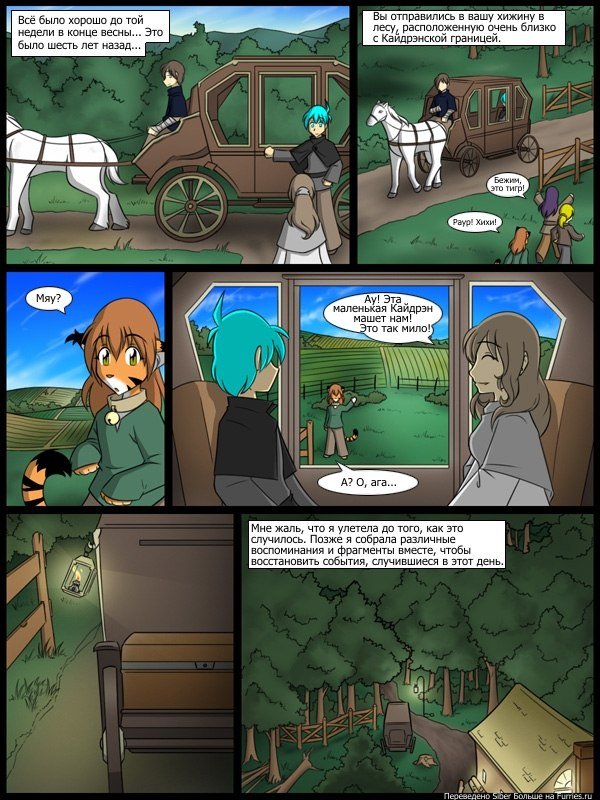 Всё было хорошо до той
недели в конце весны... Это
было шесть лет назад...
Вы отправились в вашу хижину в
лесу, расположенную очень близко
с Кайдрэнской границей.
Бежим,
это тигр!
Раур! Хихи!
Мяу?
Ау! Эта
маленькая Кайдрэн
машет нам!
Это так мило!
А? О, ага...
Мне жаль, что я улетела до того, как это
случилось. Позже я собрала различные
воспоминания и фрагменты вместе, чтобы
восстановить события, случившиеся в этот день.
Переведено Siber Больше на Furries.ru